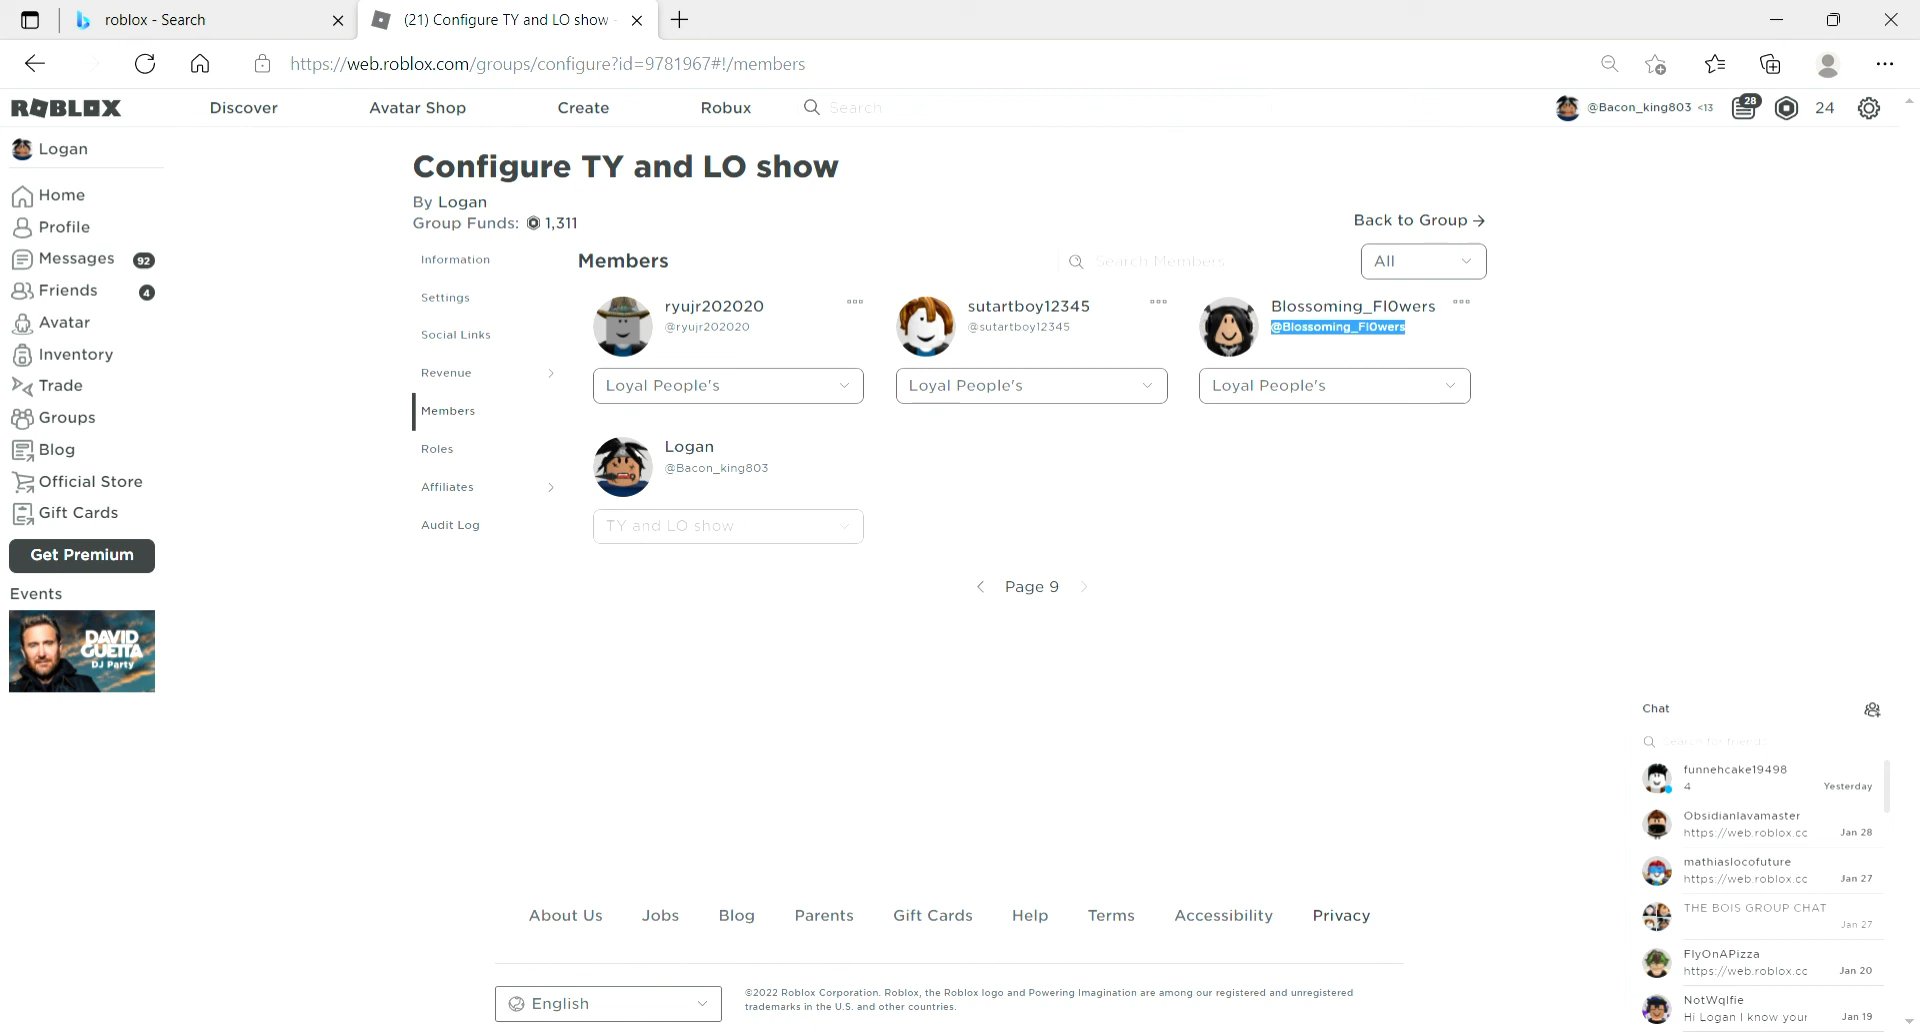 roblox - Search
(21) Configure TY and LO show -
https://web.roblox.com/groups/configure?id=9781967#!/members
ROBLOX
Discover
Avatar Shop
Create
Robux
Search
@Bacon_king803 <13
28
24
Logan
Home
Profile
Messages 92
Friends 4
Avatar
Inventory
Trade
Groups
Blog
Official Store
Gift Cards
Get Premium
Events
DAVID
GUETTA
DJ Party
Configure TY and LO show
By Logan
Group Funds: 1,311
Back to Group →
Information
Settings
Social Links
Revenue
Members
Roles
Affiliates
Audit Log
Members
Search Members
All
ryujr202020
@ryujr202020
Loyal People's
sutartboy12345
@sutartboy12345
Loyal People's
Blossoming_Fl0wers
@Blossoming_Fl0wers
Loyal People's
Logan
@Bacon_king803
TY and LO show
Page 9
Chat
Search for friends
funnehcake19498
4
Yesterday
Obsidianlavamaster
https://web.roblox.cc
Jan 28
mathiaslocofuture
https://web.roblox.cc
Jan 27
THE BOIS GROUP CHAT
Jan 27
FlyOnAPizza
https://web.roblox.cc
Jan 20
NotWqlfie
Hi Logan I know your
Jan 19
About Us
Jobs
Blog
Parents
Gift Cards
Help
Terms
Accessibility
Privacy
English
©2022 Roblox Corporation. Roblox, the Roblox logo and Powering Imagination are among our registered and unregistered
trademarks in the U.S. and other countries.